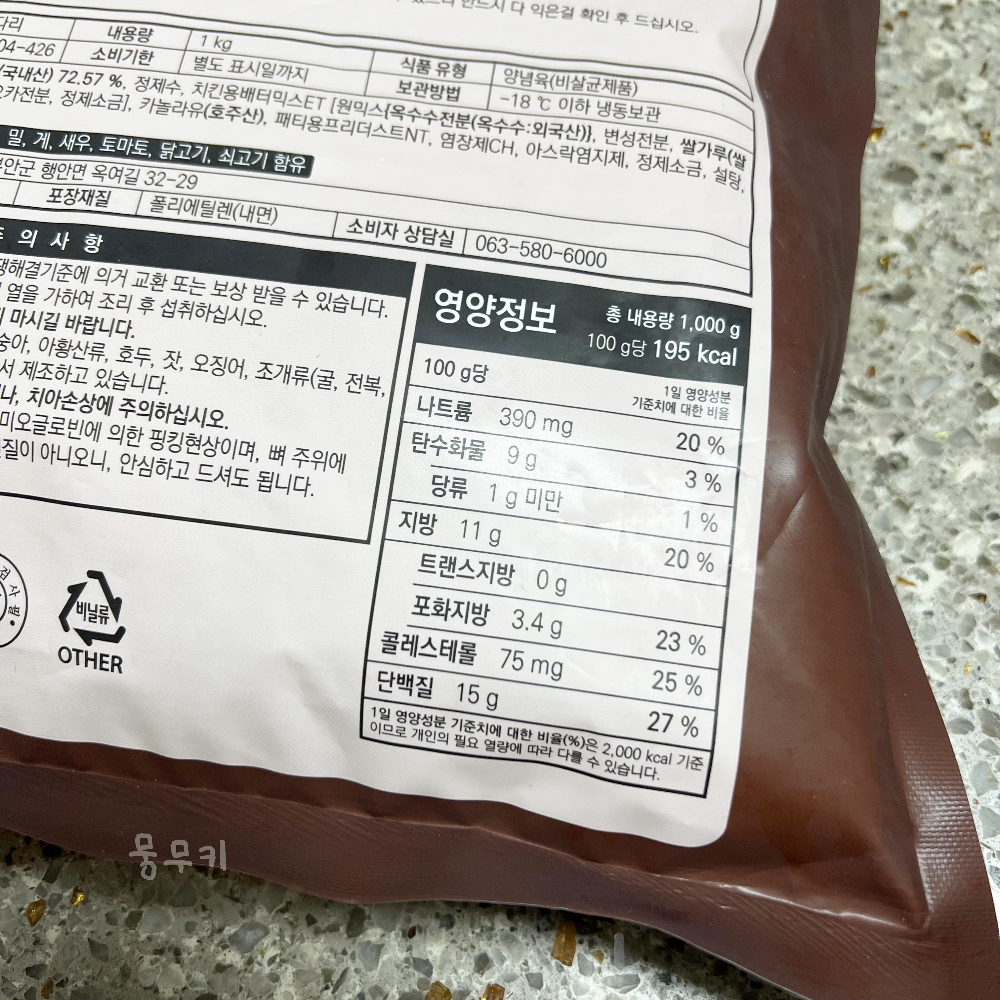 반드시 다 익은걸 확인 후 드십시오.
다리 내용량 1 kg 식품 유형 양념육(비살균제품)
04-426 소비기한 별도 표시일까지 보관방법 -18 ℃ 이하 냉동보관
(국내산) 72.57 %, 정제수, 치킨용배터믹스ET [원믹스{옥수수전분(옥수수:외국산)}, 변성전분, 쌀가루(쌀
카전분, 정제소금], 카놀라유(호주산), 패티용프리더스트NT, 염장제CH, 아스락염지제, 정제소금, 설탕,
밀, 게, 새우, 토마토, 닭고기, 쇠고기 함유
안군 행안면 옥여길 32-29
포장재질 폴리에틸렌(내면) 소비자 상담실 063-580-6000
의 사 항
해결기준에 의거 교환 또는 보상 받을 수 있습니다.
열을 가하여 조리 후 섭취하십시오.
마시길 바랍니다.
숭아, 아황산류, 호두, 잣, 오징어, 조개류(굴, 전복,
서 제조하고 있습니다.
나, 치아손상에 주의하십시오.
미오글로빈에 의한 핑킹현상이며, 뼈 주위에
질이 아니오니, 안심하고 드셔도 됩니다.
비닐류
OTHER
영양정보 총 내용량 1,000 g
100 g당 195 kcal
100 g당 1일 영양성분
기준치에 대한 비율
나트륨 390 mg 20 %
탄수화물 9 g 3 %
당류 1 g 미만 1 %
지방 11 g 20 %
트랜스지방 0 g
포화지방 3.4 g 23 %
콜레스테롤 75 mg 25 %
단백질 15 g 27 %
1일 영양성분 기준치에 대한 비율(%)은 2,000 kcal 기준
이므로 개인의 필요 열량에 따라 다를 수 있습니다.
뭉무키